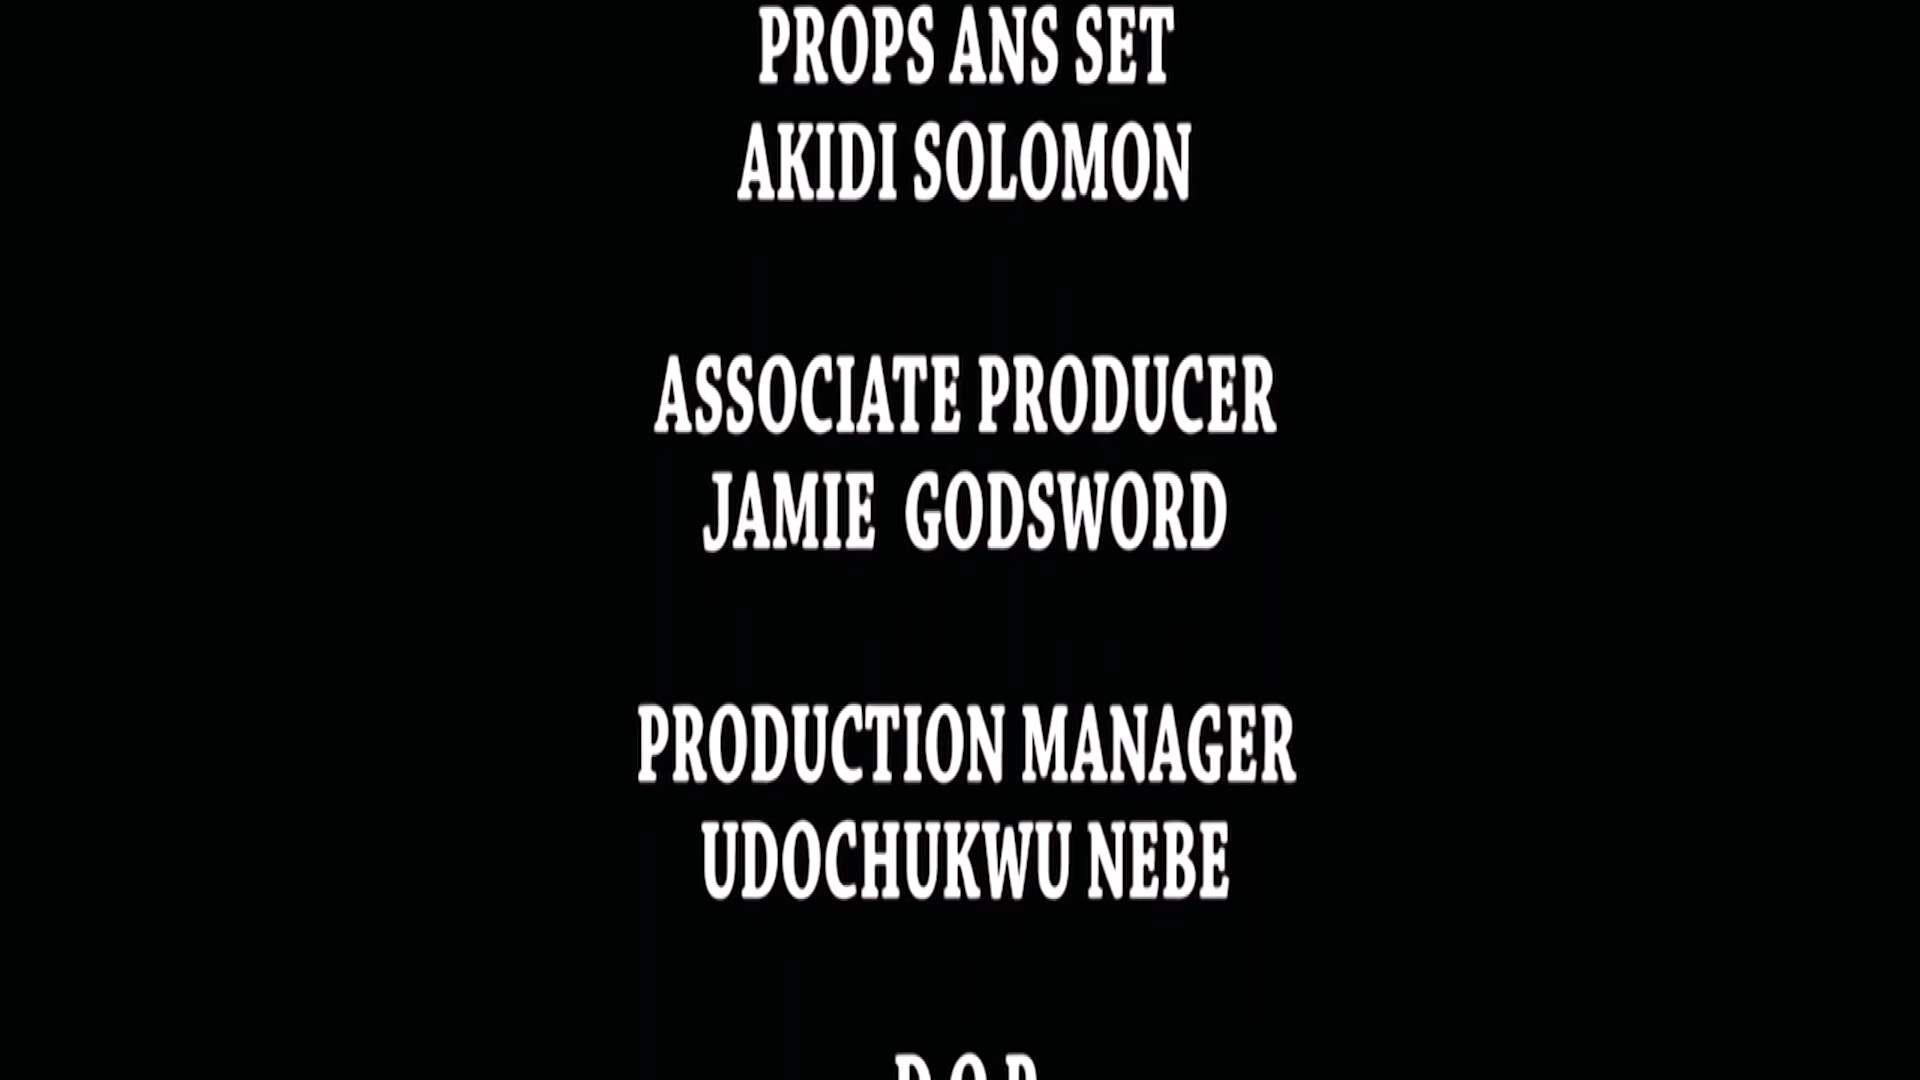 PROPS ANS SET
AKIDI SOLOMON
ASSOCIATE PRODUCER
JAMIE GODSWORD
PRODUCTION MANAGER
UDOCHUKWU NEBE